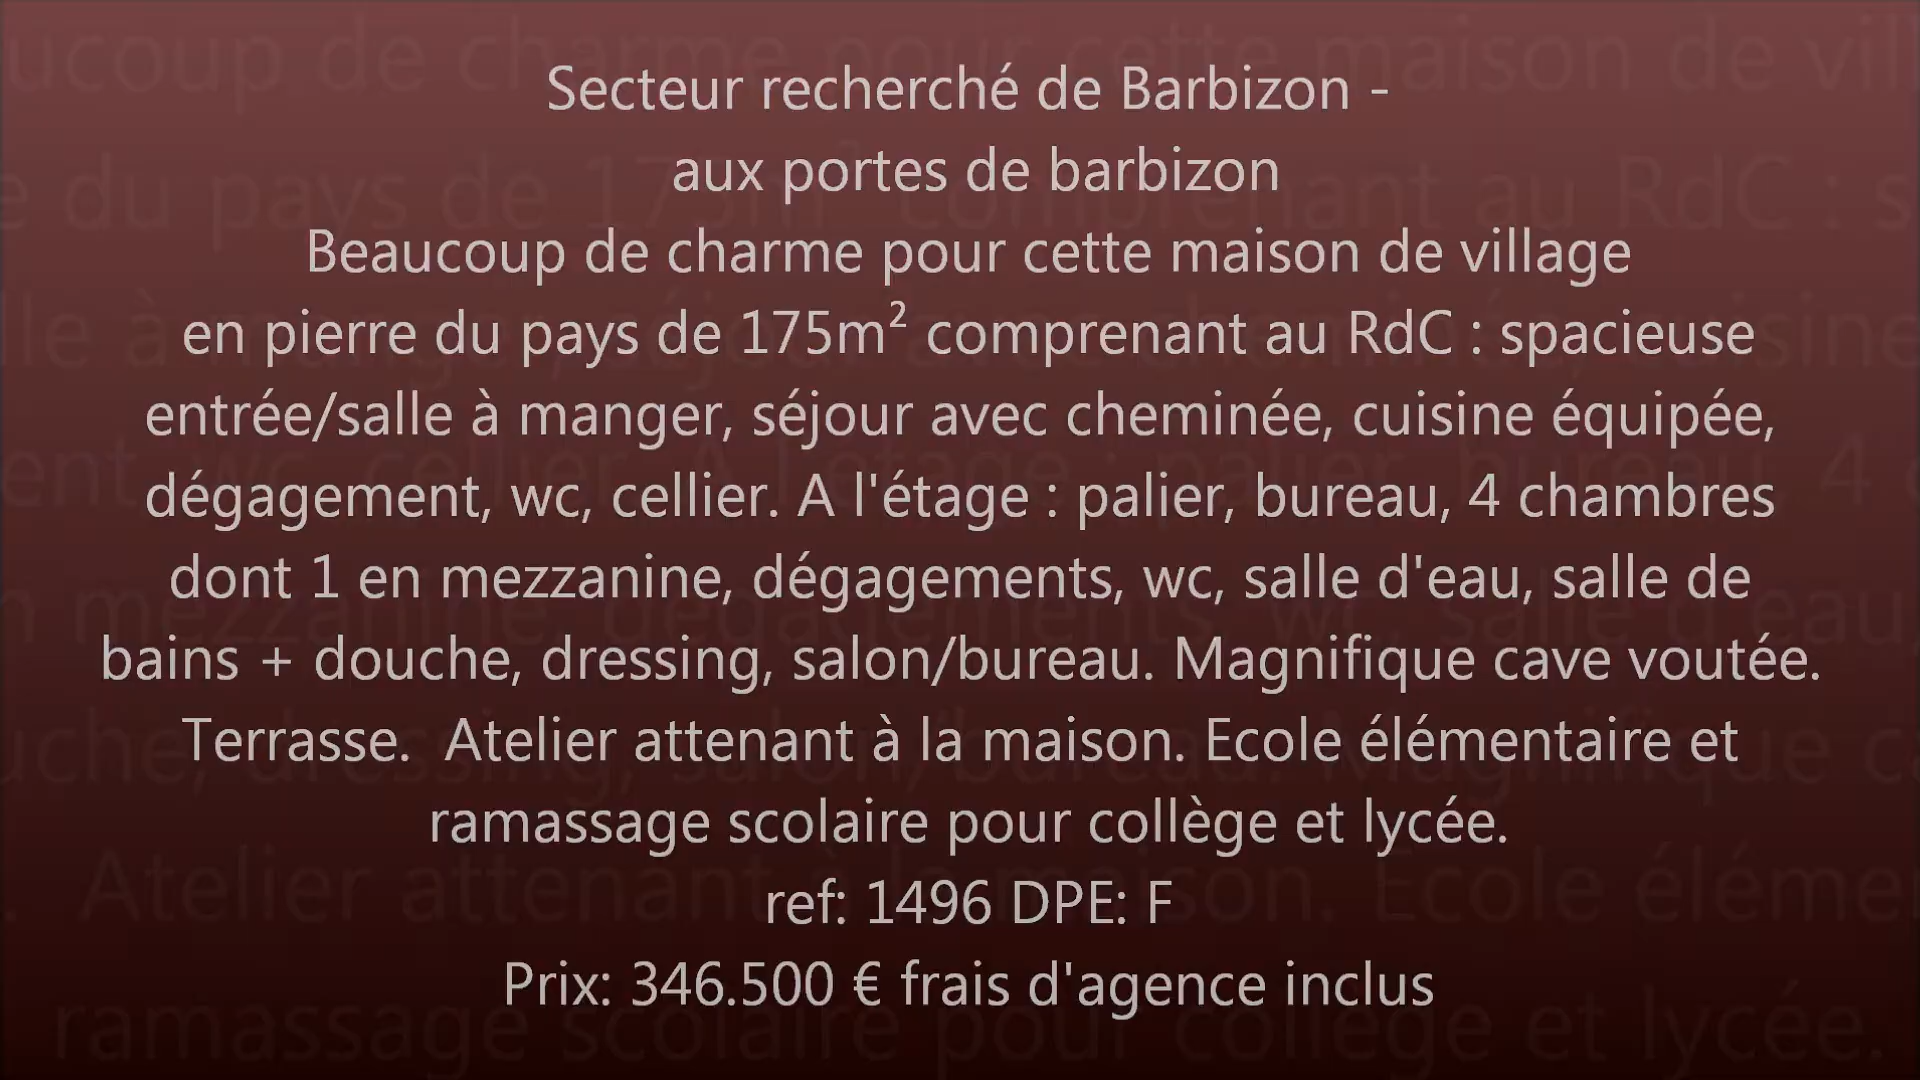 Secteur recherché de Barbizon -
aux portes de barbizon
Beaucoup de charme pour cette maison de village
en pierre du pays de 175m² comprenant au RdC : spacieuse
entrée/salle à manger, séjour avec cheminée, cuisine équipée,
dégagement, wc, cellier. A l'étage : palier, bureau, 4 chambres
dont 1 en mezzanine, dégagements, wc, salle d'eau, salle de
bains + douche, dressing, salon/bureau. Magnifique cave voutée.
Terrasse.  Atelier attenant à la maison. Ecole élémentaire et
ramassage scolaire pour collège et lycée.
ref: 1496 DPE: F
Prix: 346.500 € frais d'agence inclus